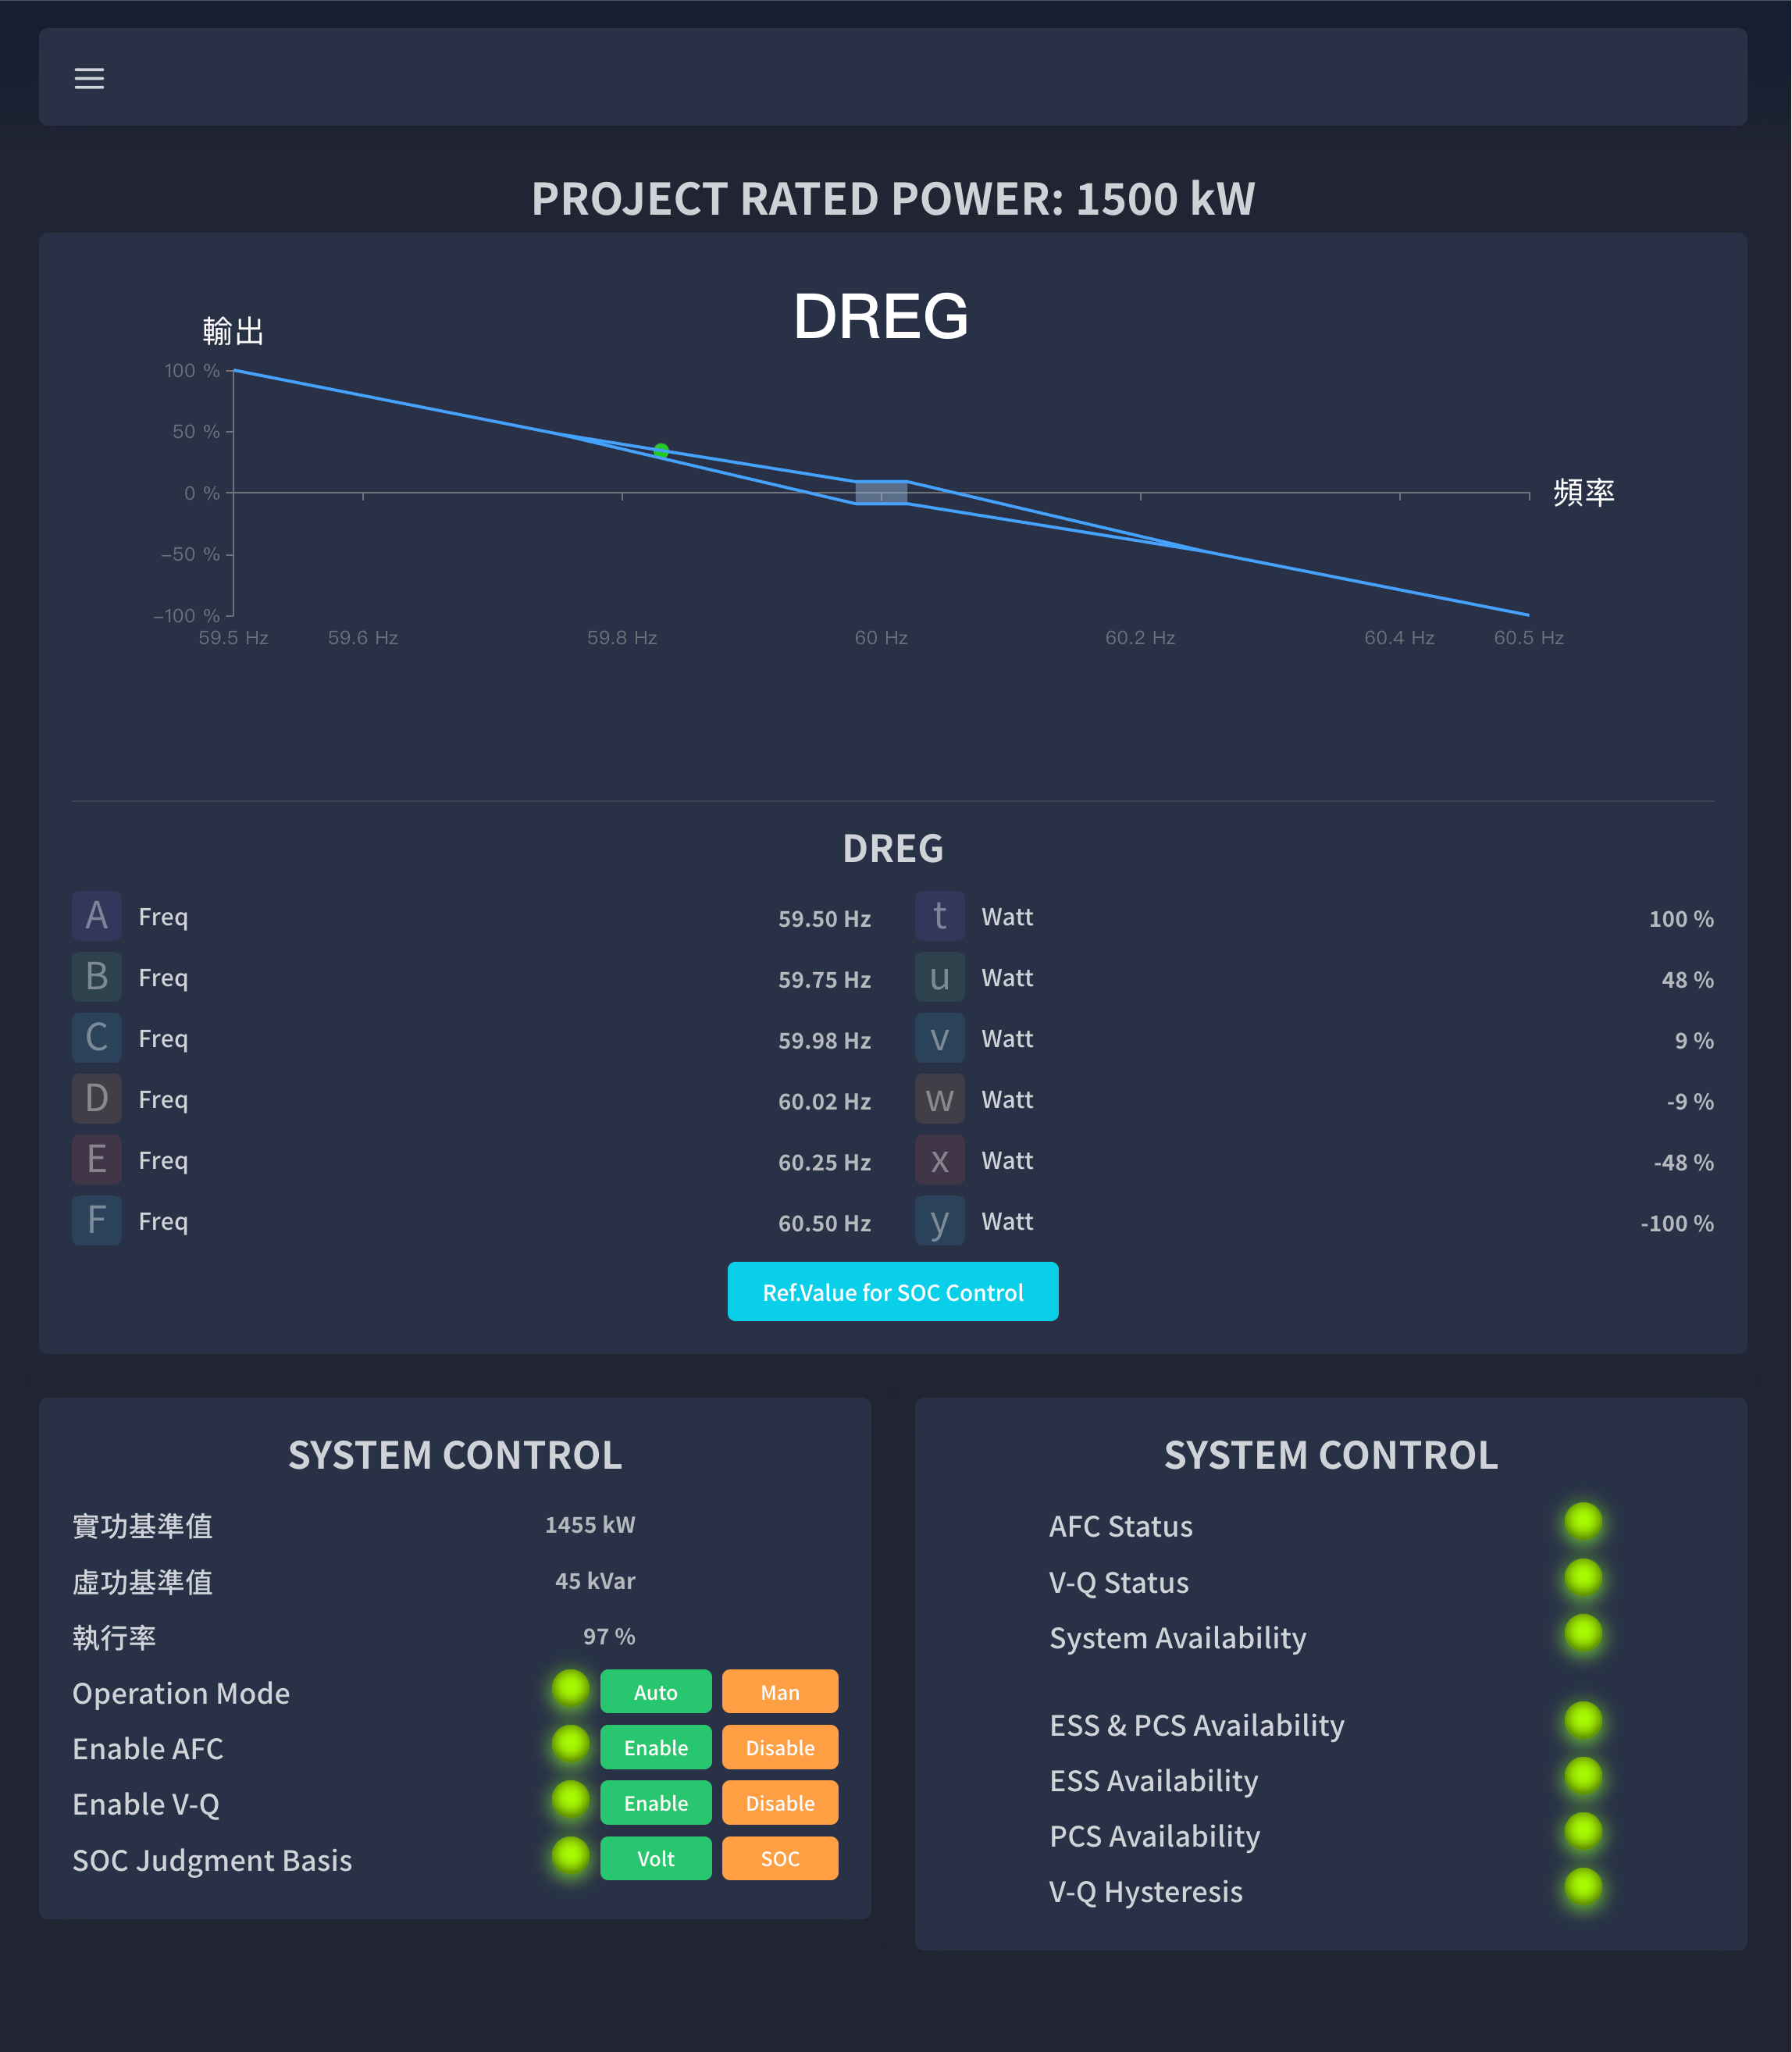 PROJECT RATED POWER: 1500 kW
DREG
輸出
100 %
50 %
0 %
頻率
−50 %
−100 %
59.5 Hz 59.6 Hz 59.8 Hz 60 Hz 60.2 Hz 60.4 Hz 60.5 Hz
DREG
A Freq 59.50 Hz t Watt 100 %
B Freq 59.75 Hz u Watt 48 %
C Freq 59.98 Hz v Watt 9 %
D Freq 60.02 Hz w Watt -9 %
E Freq 60.25 Hz x Watt -48 %
F Freq 60.50 Hz y Watt -100 %
Ref.Value for SOC Control
SYSTEM CONTROL
實功基準值 1455 kW
虛功基準值 45 kVar
執行率 97 %
Operation Mode Auto Man
Enable AFC Enable Disable
Enable V-Q Enable Disable
SOC Judgment Basis Volt SOC
SYSTEM CONTROL
AFC Status
V-Q Status
System Availability
ESS & PCS Availability
ESS Availability
PCS Availability
V-Q Hysteresis